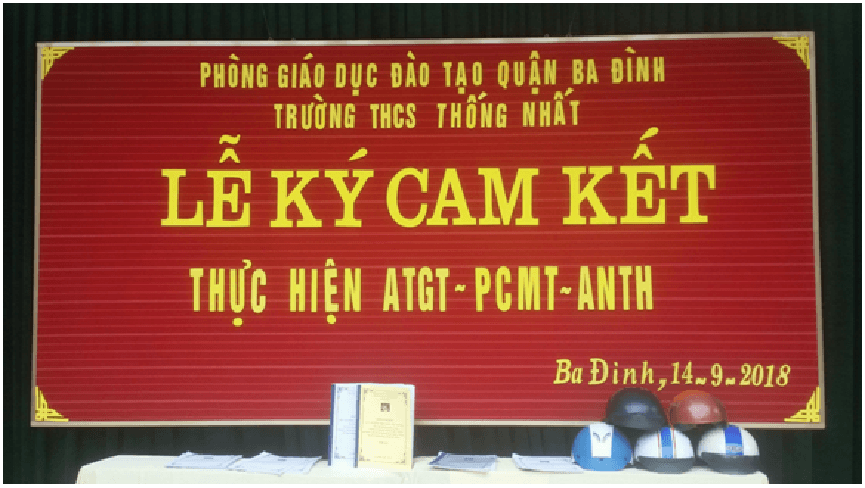 PHÒNG GIÁO DỤC ĐÀO TẠO QUẬN BA ĐÌNH
TRƯỜNG THCS THỐNG NHẤT
LỄ KÝ CAM KẾT
THỰC HIỆN ATGT~PCMT~ANTH
Ba Đình, 14~9~2018